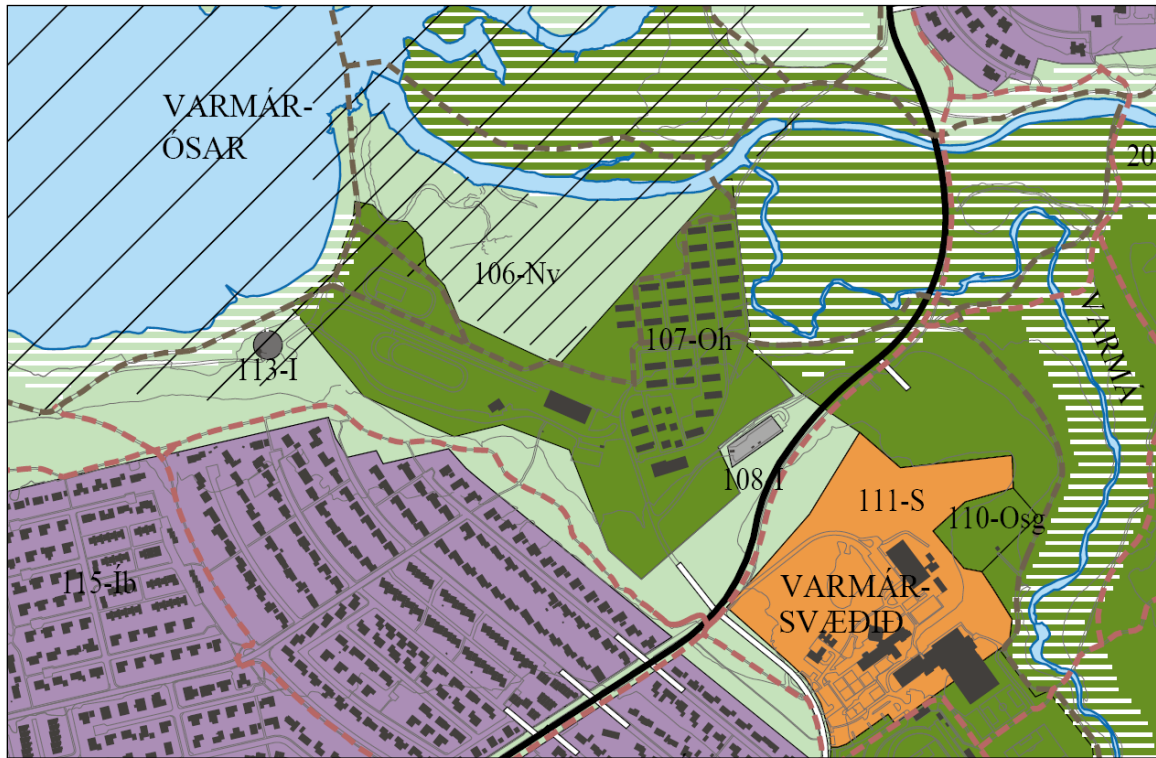 VARMÁR-
ÓSAR
20
106-Nv
VARMÁ
107-Oh
113-I
108-I
111-S
110-Osg
115-Íb
VARMÁR-
SVÆÐIÐ